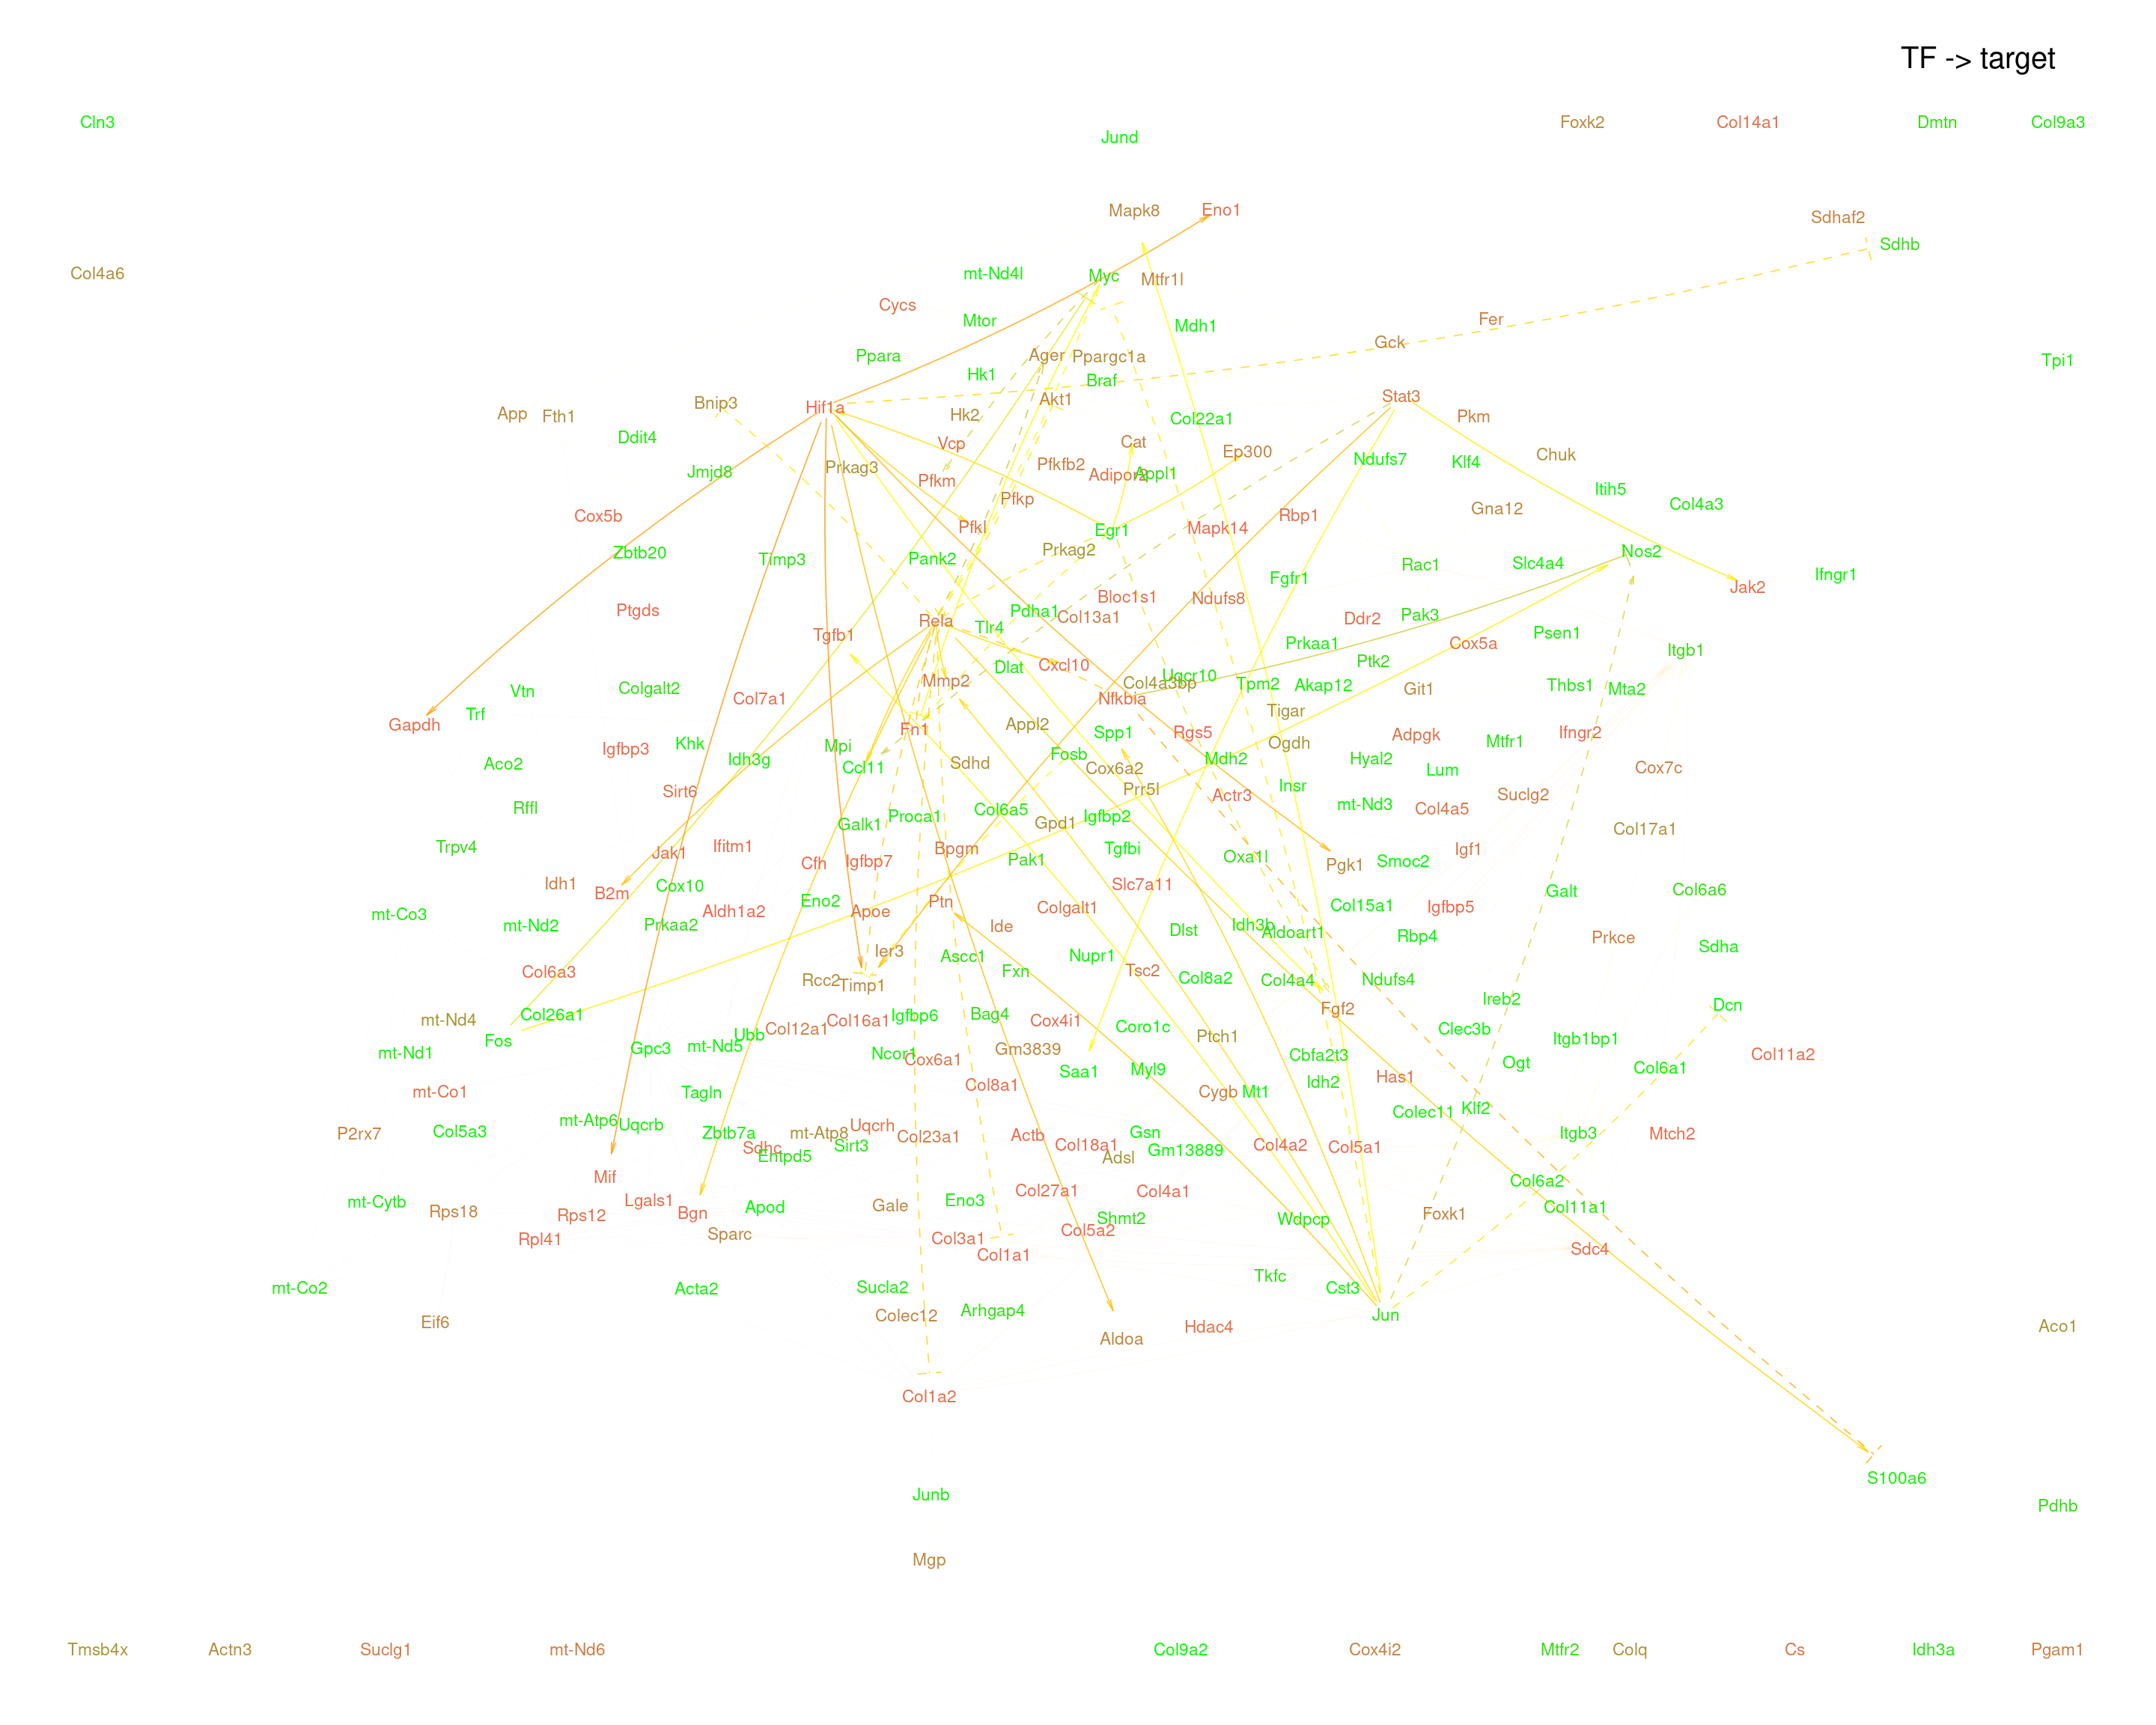 TF -> target
Cln3
Foxk2
Col14a1
Dmtn
Col9a3
Jund
Mapk8
Eno1
Sdhaf2
Sdhb
Col4a6
mt-Nd4l
Myc
Mtfr1l
Cycs
Mtor
Mdh1
Fer
Gck
Ppara
Ager
Ppargc1a
Tpi1
Hk1
Braf
Bnip3
Hif1a
Akt1
Stat3
App
Fth1
Hk2
Col22a1
Pkm
Ddit4
Vcp
Cat
Ep300
Chuk
Jmjd8
Prkag3
Pfkfb2
Adipor2
Appl1
Ndufs7
Klf4
Pfkm
Itih5
Pfkp
Col4a3
Cox5b
Pfkl
Egr1
Mapk14
Rbp1
Gna12
Zbtb20
Timp3
Pank2
Prkag2
Nos2
Fgfr1
Rac1
Slc4a4
Ifngr1
Jak2
Ptgds
Rela
Pdha1
Bloc1s1
Ndufs8
Tgfb1
Tlr4
Col13a1
Ddr2
Pak3
Psen1
Prkaa1
Cox5a
Itgb1
Dlat
Cxcl10
Ptk2
Vtn
Colgalt2
Mmp2
Col4a3bp
Uqcr10
Tpm2
Akap12
Git1
Thbs1
Mta2
Col7a1
Nfkbia
Gapdh
Trf
Tigar
Fn1
Appl2
Spp1
Rgs5
Adpgk
Ifngr2
Igfbp3
Khk
Mpi
Ogdh
Mtfr1
Aco2
Idh3g
Ccl11
Sdhd
Fosb
Cox6a2
Mdh2
Hyal2
Lum
Cox7c
Sirt6
Prr5l
Actr3
Insr
Suclg2
Rffl
Galk1
Proca1
Col6a5
Gpd1
Igfbp2
mt-Nd3
Col4a5
Col17a1
Trpv4
Jak1
Ifitm1
Cfh
Igfbp7
Bpgm
Pak1
Tgfbi
Oxa1l
Pgk1
Smoc2
Igf1
Idh1
B2m
Cox10
Slc7a11
Galt
Col6a6
mt-Co3
mt-Nd2
Prkaa2
Aldh1a2
Eno2
Apoe
Ptn
Ide
Colgalt1
Dlst
Idh3b
Aldoart1
Col15a1
Igfbp5
Rbp4
Prkce
Sdha
Col6a3
Ier3
Ascc1
Fxn
Nupr1
Tsc2
Col8a2
Col4a4
Ndufs4
Rcc2
Timp1
Ireb2
Dcn
mt-Nd4
Col26a1
Fgf2
Fos
Ubb
Col12a1
Col16a1
Igfbp6
Bag4
Cox4i1
Coro1c
Ptch1
Clec3b
Itgb1bp1
mt-Nd1
Gpc3
mt-Nd5
Ncor1
Cox6a1
Gm3839
Cbfa2t3
Ogt
Col6a1
Col11a2
mt-Co1
Tagln
Col8a1
Saa1
Myl9
Cygb
Mt1
Idh2
Has1
P2rx7
Col5a3
mt-Atp6
Uqcrb
Zbtb7a
mt-Atp8
Uqcrh
Col23a1
Actb
Colec11
Klf2
Itgb3
Mtch2
Sdhc
Entpd5
Sirt3
Col18a1
Gsn
Gm13889
Col4a2
Col5a1
Adsl
Mif
Col6a2
mt-Cytb
Rps18
Rps12
Lgals1
Bgn
Apod
Gale
Eno3
Col27a1
Col4a1
Shmt2
Wdpcp
Foxk1
Col11a1
Rpl41
Sparc
Col3a1
Col1a1
Col5a2
Sdc4
mt-Co2
Acta2
Sucla2
Tkfc
Cst3
Eif6
Colec12
Arhgap4
Aldoa
Hdac4
Jun
Aco1
Col1a2
S100a6
Junb
Pdhb
Mgp
Tmsb4x
Actn3
Suclg1
mt-Nd6
Col9a2
Cox4i2
Mtfr2
Colq
Cs
Idh3a
Pgam1